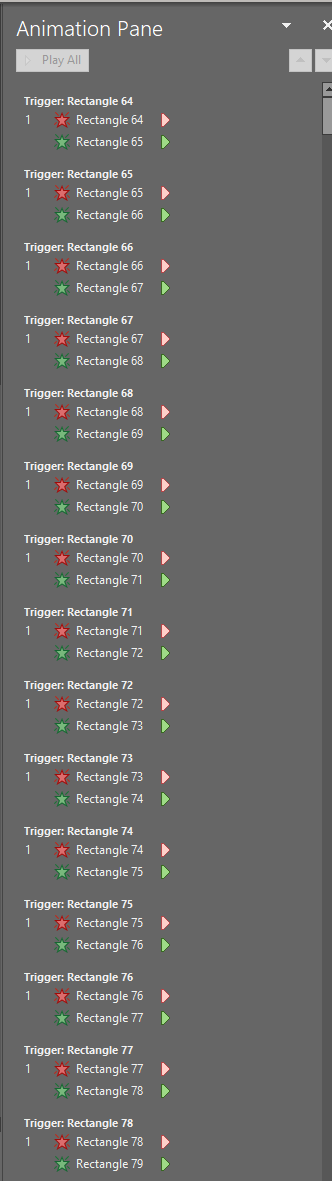 Animation Pane
Play All
Trigger: Rectangle 64
1 Rectangle 64
Rectangle 65
Trigger: Rectangle 65
1 Rectangle 65
Rectangle 66
Trigger: Rectangle 66
1 Rectangle 66
Rectangle 67
Trigger: Rectangle 67
1 Rectangle 67
Rectangle 68
Trigger: Rectangle 68
1 Rectangle 68
Rectangle 69
Trigger: Rectangle 69
1 Rectangle 69
Rectangle 70
Trigger: Rectangle 70
1 Rectangle 70
Rectangle 71
Trigger: Rectangle 71
1 Rectangle 71
Rectangle 72
Trigger: Rectangle 72
1 Rectangle 72
Rectangle 73
Trigger: Rectangle 73
1 Rectangle 73
Rectangle 74
Trigger: Rectangle 74
1 Rectangle 74
Rectangle 75
Trigger: Rectangle 75
1 Rectangle 75
Rectangle 76
Trigger: Rectangle 76
1 Rectangle 76
Rectangle 77
Trigger: Rectangle 77
1 Rectangle 77
Rectangle 78
Trigger: Rectangle 78
1 Rectangle 78
Rectangle 79